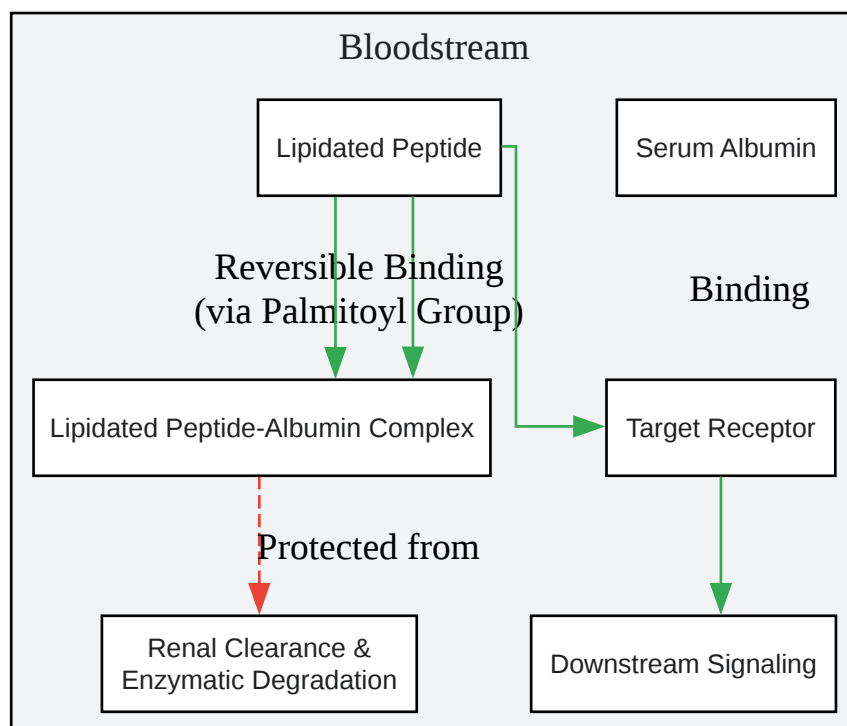 Bloodstream
Lipidated Peptide
Serum Albumin
Reversible Binding
(via Palmitoyl Group)
Binding
Lipidated Peptide-Albumin Complex
Target Receptor
Protected from
Renal Clearance &
Enzymatic Degradation
Downstream Signaling